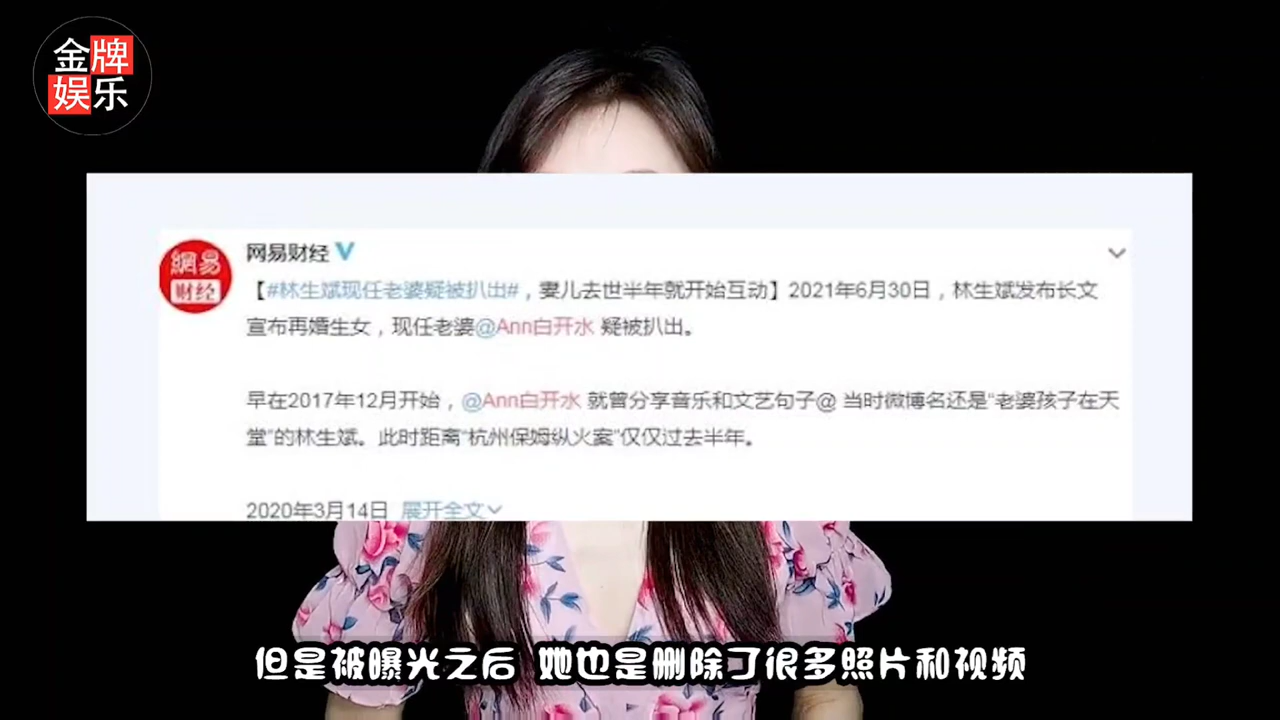 金牌
娱乐
網易
财经
网易财经
【#林生斌现任老婆疑被扒出#，妻儿去世半年就开始互动】2021年6月30日，林生斌发布长文
宣布再婚生女，现任老婆@Ann白开水 疑被扒出。
早在2017年12月开始，@Ann白开水 就曾分享音乐和文艺句子@ 当时微博名还是“老婆孩子在天
堂”的林生斌。此时距离“杭州保姆纵火案”仅仅过去半年。
2020年3月14日 展开全文
但是被曝光之后 她也是删除了很多照片和视频